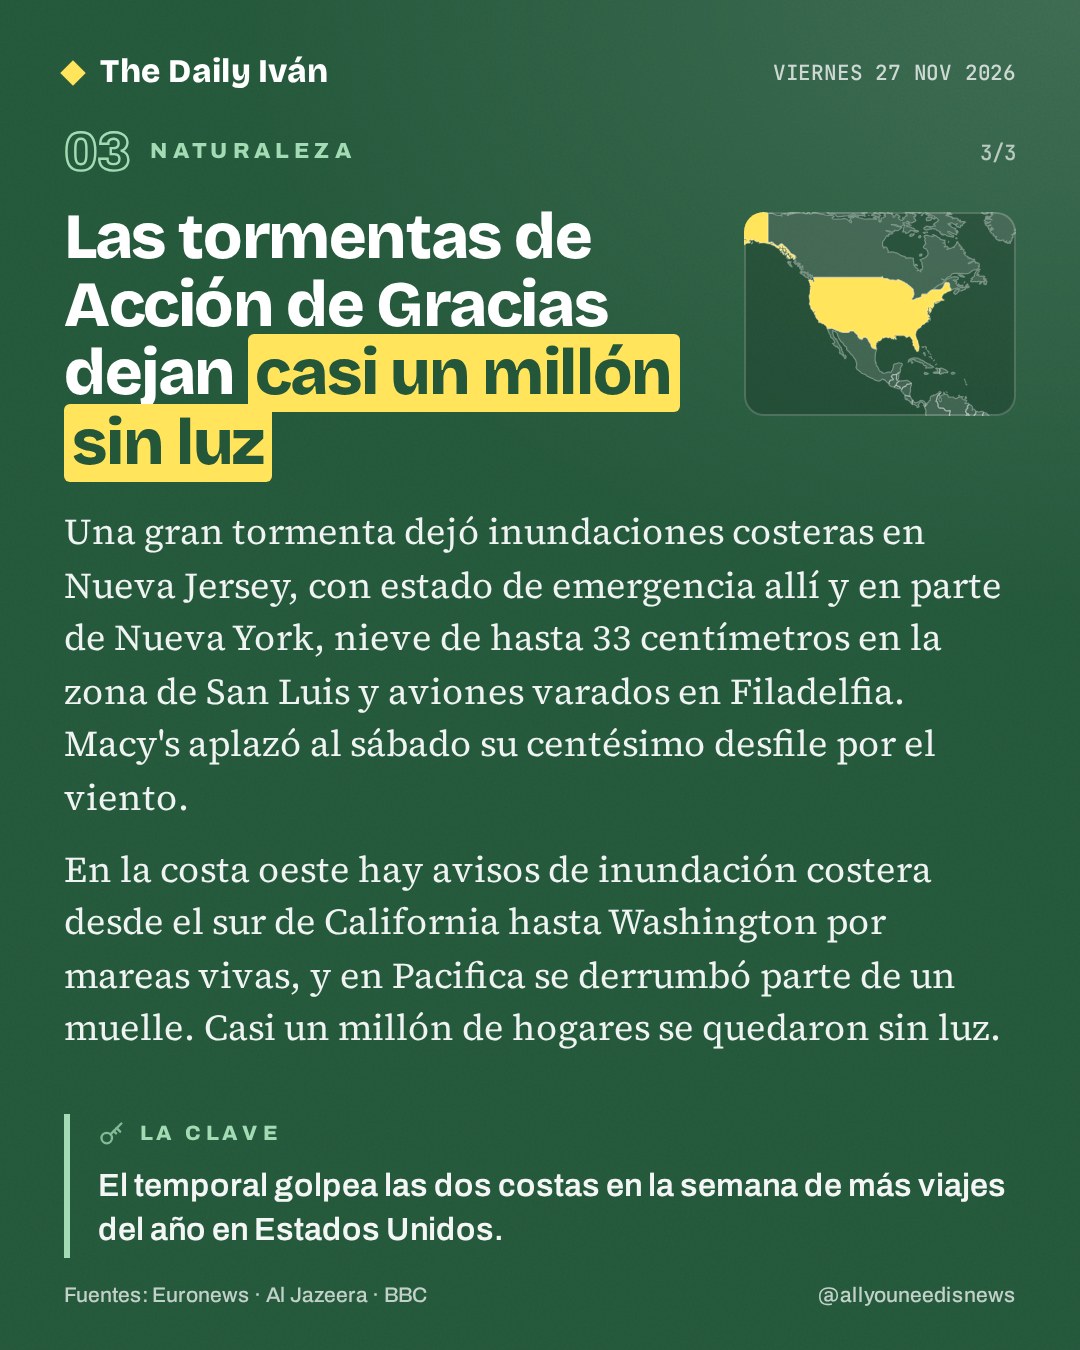 The Daily Iván
VIERNES 27 NOV 2026
03 NATURALEZA
3/3
Las tormentas de
Acción de Gracias
dejan casi un millón
sin luz
Una gran tormenta dejó inundaciones costeras en
Nueva Jersey, con estado de emergencia allí y en parte
de Nueva York, nieve de hasta 33 centímetros en la
zona de San Luis y aviones varados en Filadelfia.
Macy's aplazó al sábado su centésimo desfile por el
viento.
En la costa oeste hay avisos de inundación costera
desde el sur de California hasta Washington por
mareas vivas, y en Pacifica se derrumbó parte de un
muelle. Casi un millón de hogares se quedaron sin luz.
LA CLAVE
El temporal golpea las dos costas en la semana de más viajes
del año en Estados Unidos.
Fuentes: Euronews · Al Jazeera · BBC
@allyouneedisnews